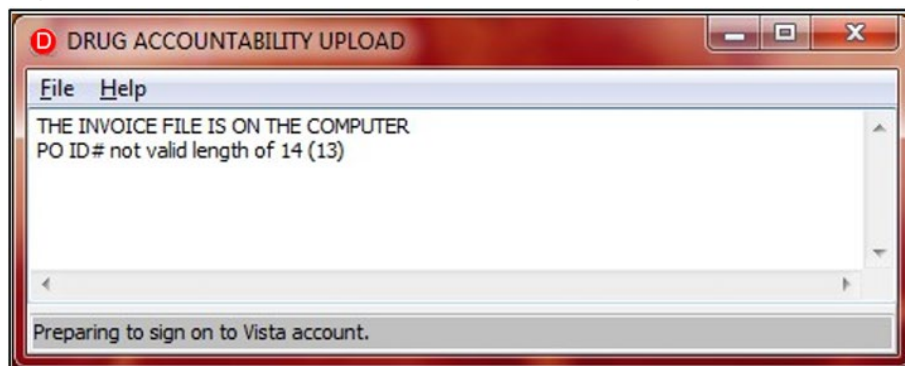 D DRUG ACCOUNTABILITY UPLOAD
File Help
THE INVOICE FILE IS ON THE COMPUTER
PO ID# not valid length of 14 (13)
Preparing to sign on to Vista account.